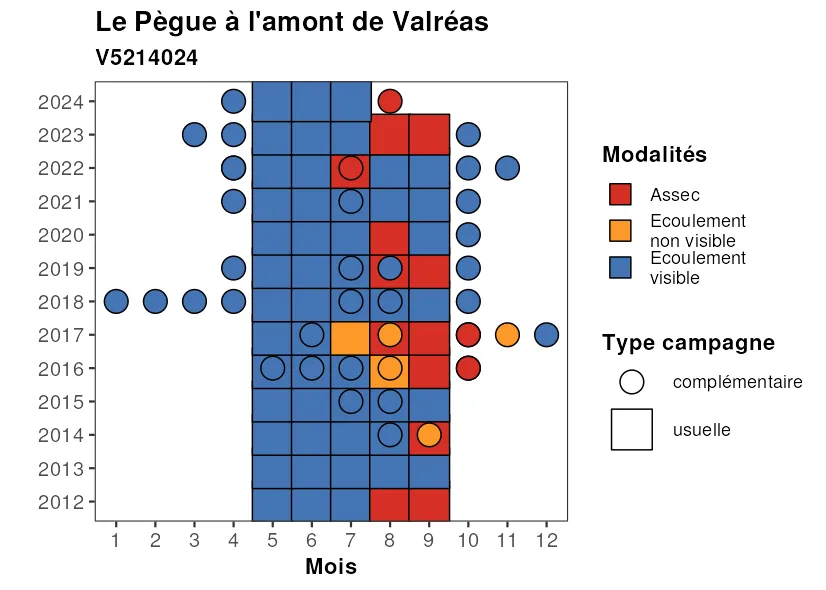 Le Pègue à l'amont de Valréas
V5214024
2024
2023
2022
2021
2020
2019
2018
2017
2016
2015
2014
2013
2012
1 2 3 4 5 6 7 8 9 10 11 12
Mois
Modalités
Assec
Ecoulement
non visible
Ecoulement
visible
Type campagne
complémentaire
usuelle